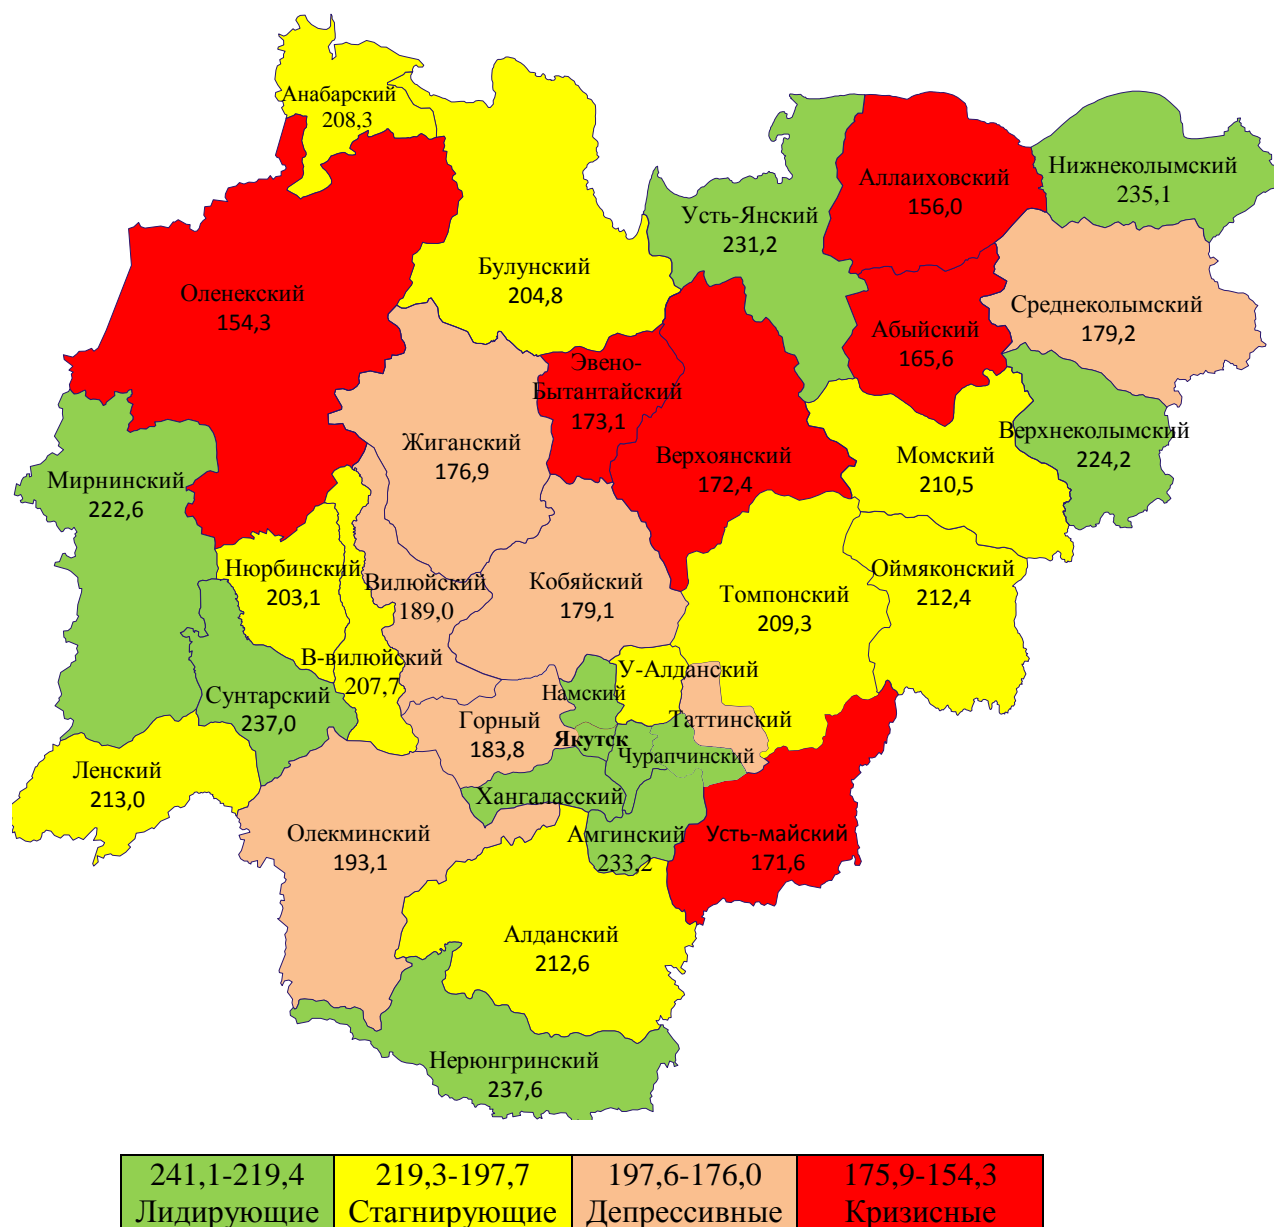 Анабарский
208,3
Булунский
204,8
Оленекский
154,3
Усть-Янский
231,2
Аллаиховский
156,0
Нижнеколымский
235,1
Среднеколымский
179,2
Абыйский
165,6
Эвено-
Бытантайский
173,1
Верхоянский
172,4
Жиганский
176,9
Момский
210,5
Верхнеколымский
224,2
Мирнинский
222,6
Нюрбинский
203,1
Вилюйский
189,0
Кобяйский
179,1
Томпонский
209,3
Оймяконский
212,4
В-вилюйский
207,7
Сунтарский
237,0
У-Алданский
Намский
Горный
183,8
Якутск
Таттинский
Чурапчинский
Ленский
213,0
Хангаласский
Олекминский
193,1
Амгинский
233,2
Усть-майский
171,6
Алданский
212,6
Нерюнгринский
237,6
241,1-219,4
Лидирующие
219,3-197,7
Стагнирующие
197,6-176,0
Депрессивные
175,9-154,3
Кризисные